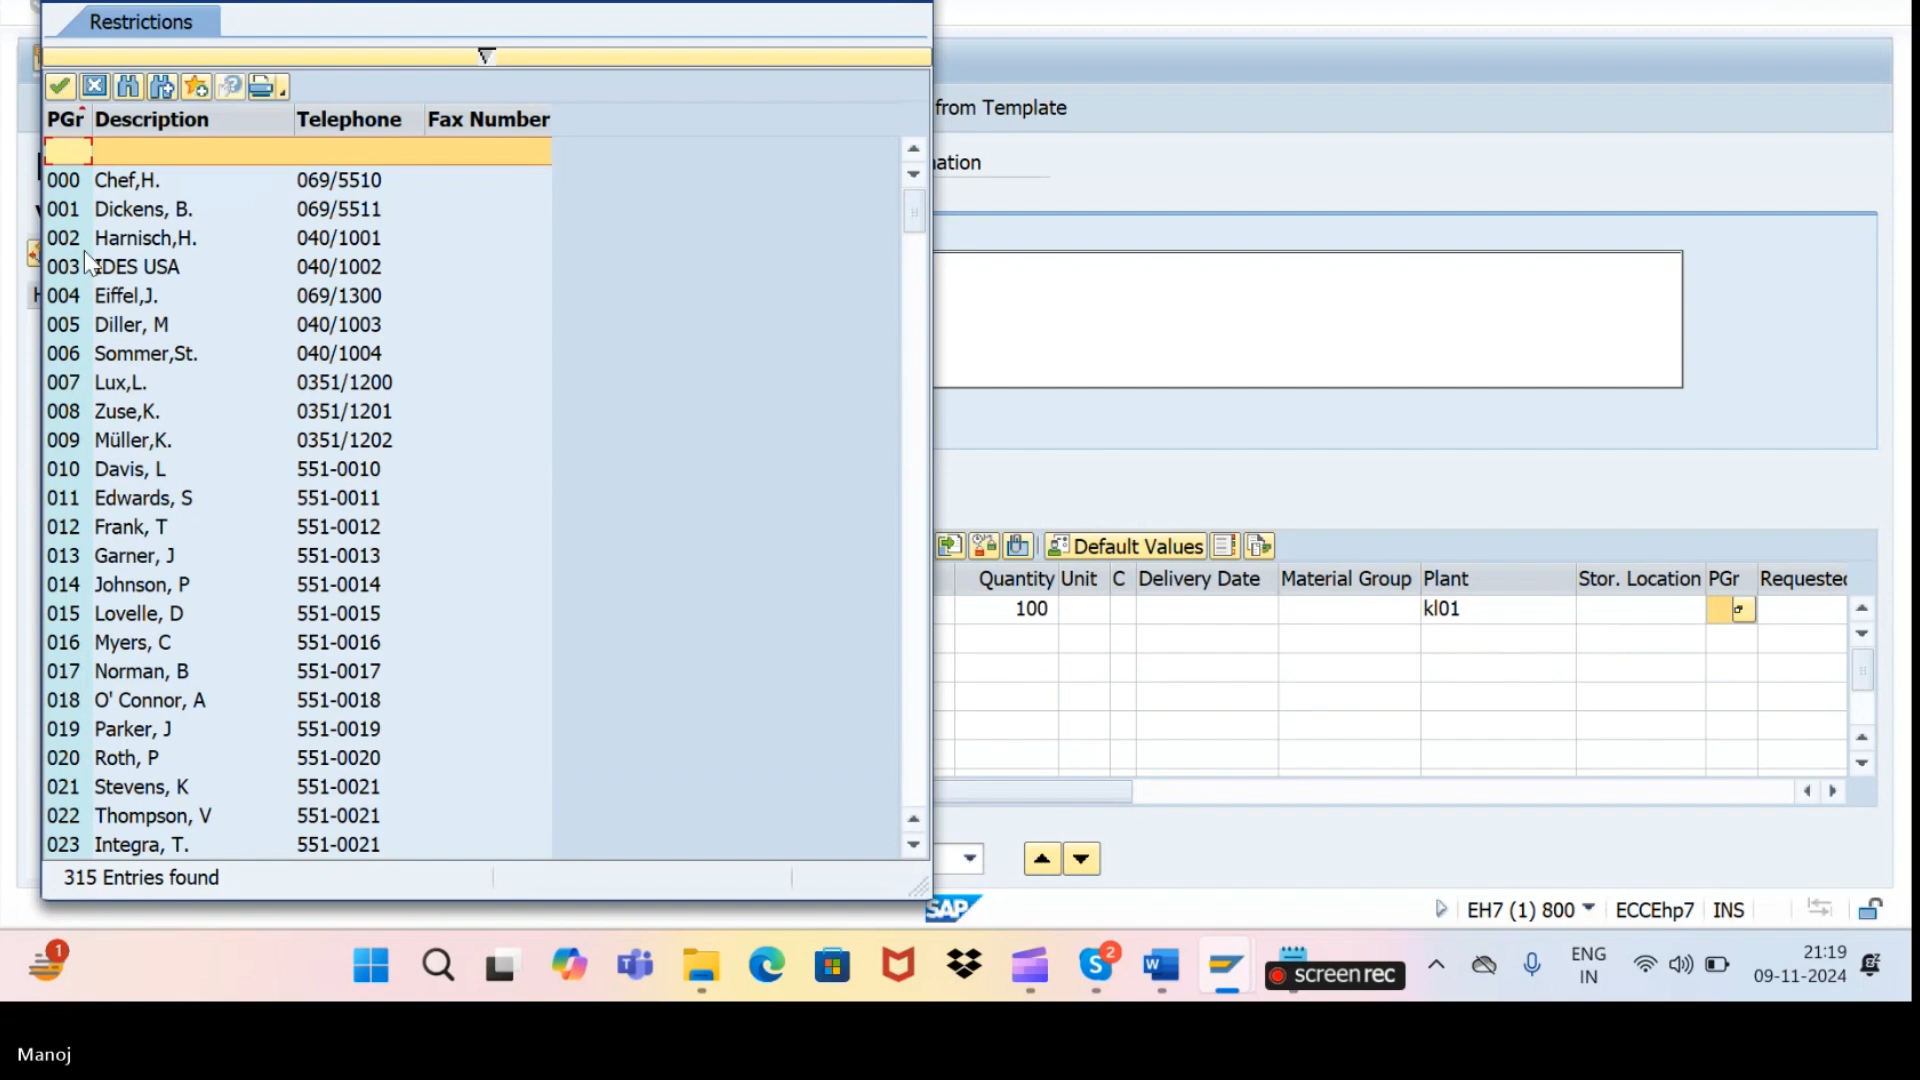 Restrictions
PGr Description Telephone Fax Number
000 Chef,H. 069/5510
001 Dickens, B. 069/5511
002 Harnisch,H. 040/1001
003 IDES USA 040/1002
004 Eiffel,J. 069/1300
005 Diller, M 040/1003
006 Sommer,St. 040/1004
007 Lux,L. 0351/1200
008 Zuse,K. 0351/1201
009 Müller,K. 0351/1202
010 Davis, L 551-0010
011 Edwards, S 551-0011
012 Frank, T 551-0012
013 Garner, J 551-0013
014 Johnson, P 551-0014
015 Lovelle, D 551-0015
016 Myers, C 551-0016
017 Norman, B 551-0017
018 O' Connor, A 551-0018
019 Parker, J 551-0019
020 Roth, P 551-0020
021 Stevens, K 551-0021
022 Thompson, V 551-0021
023 Integra, T. 551-0021
315 Entries found
from Template
ation
Default Values
Quantity Unit C Delivery Date Material Group Plant Stor. Location PGr Requested
100 kl01
SAP
EH7 (1) 800 ECCEhp7 INS
1
2
screenrec
ENG
IN
21:19
09-11-2024
Manoj